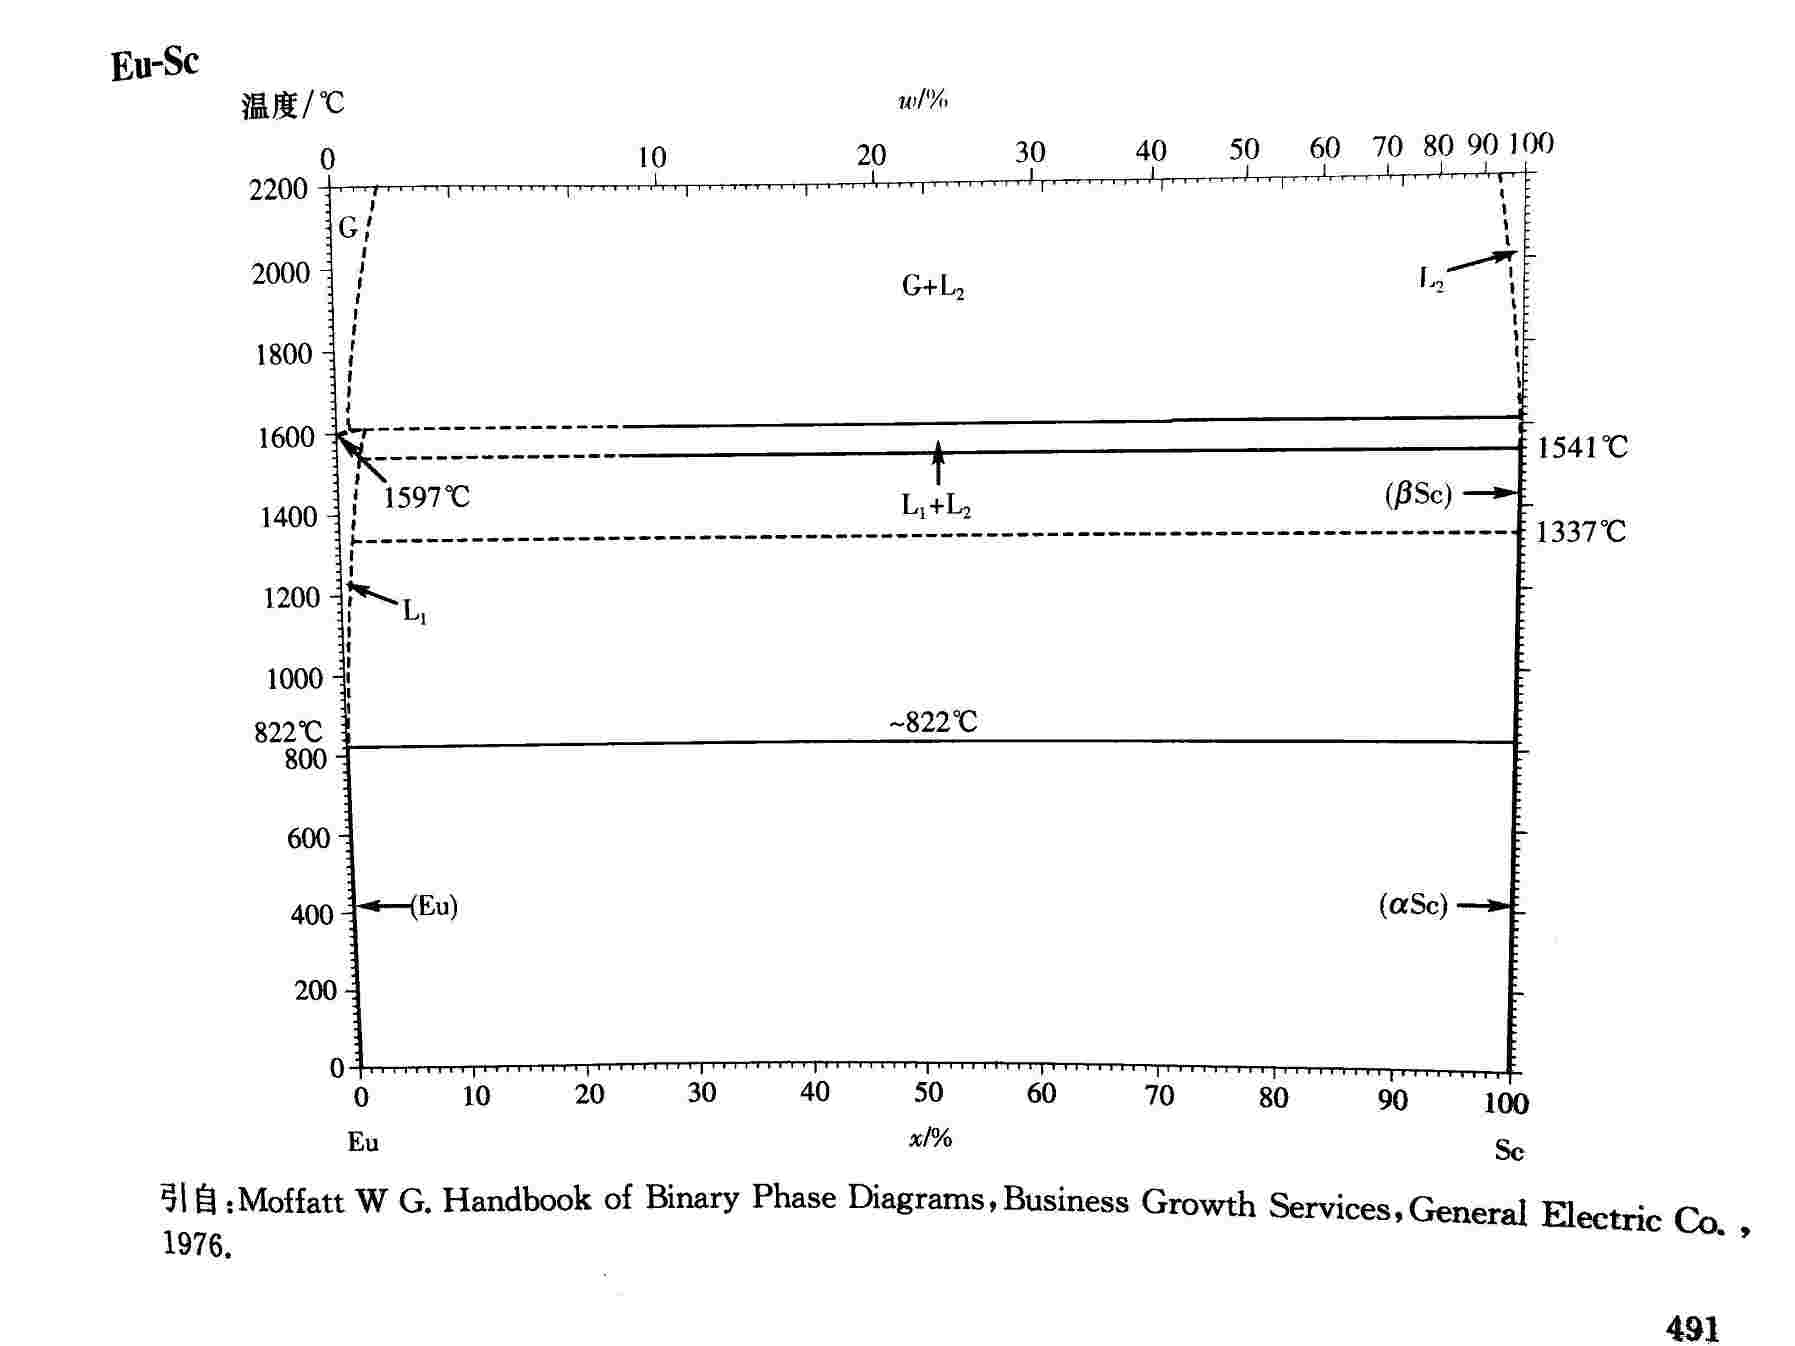 Eu-Sc
温度/℃
w/%
0 10 20 30 40 50 60 70 80 90 100
2200
G
2000
G+L₂
L₂
1800
1600
1541℃
1597℃
(βSc)
L₁+L₂
1400
1337℃
1200
L₁
1000
822℃
~822℃
800
600
400
(Eu)
(αSc)
200
0
0 10 20 30 40 50 60 70 80 90 100
Eu
x/%
Sc
引自:Moffatt W G. Handbook of Binary Phase Diagrams, Business Growth Services, General Electric Co. ,
1976.
491